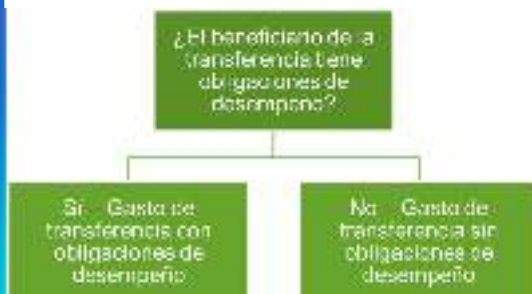 ¿El beneficiario de la
transferencia tiene
obligaciones de
desempeño?
Sí – Gasto de
transferencia con
obligaciones de
desempeño
No – Gasto de
transferencia sin
obligaciones de
desempeño